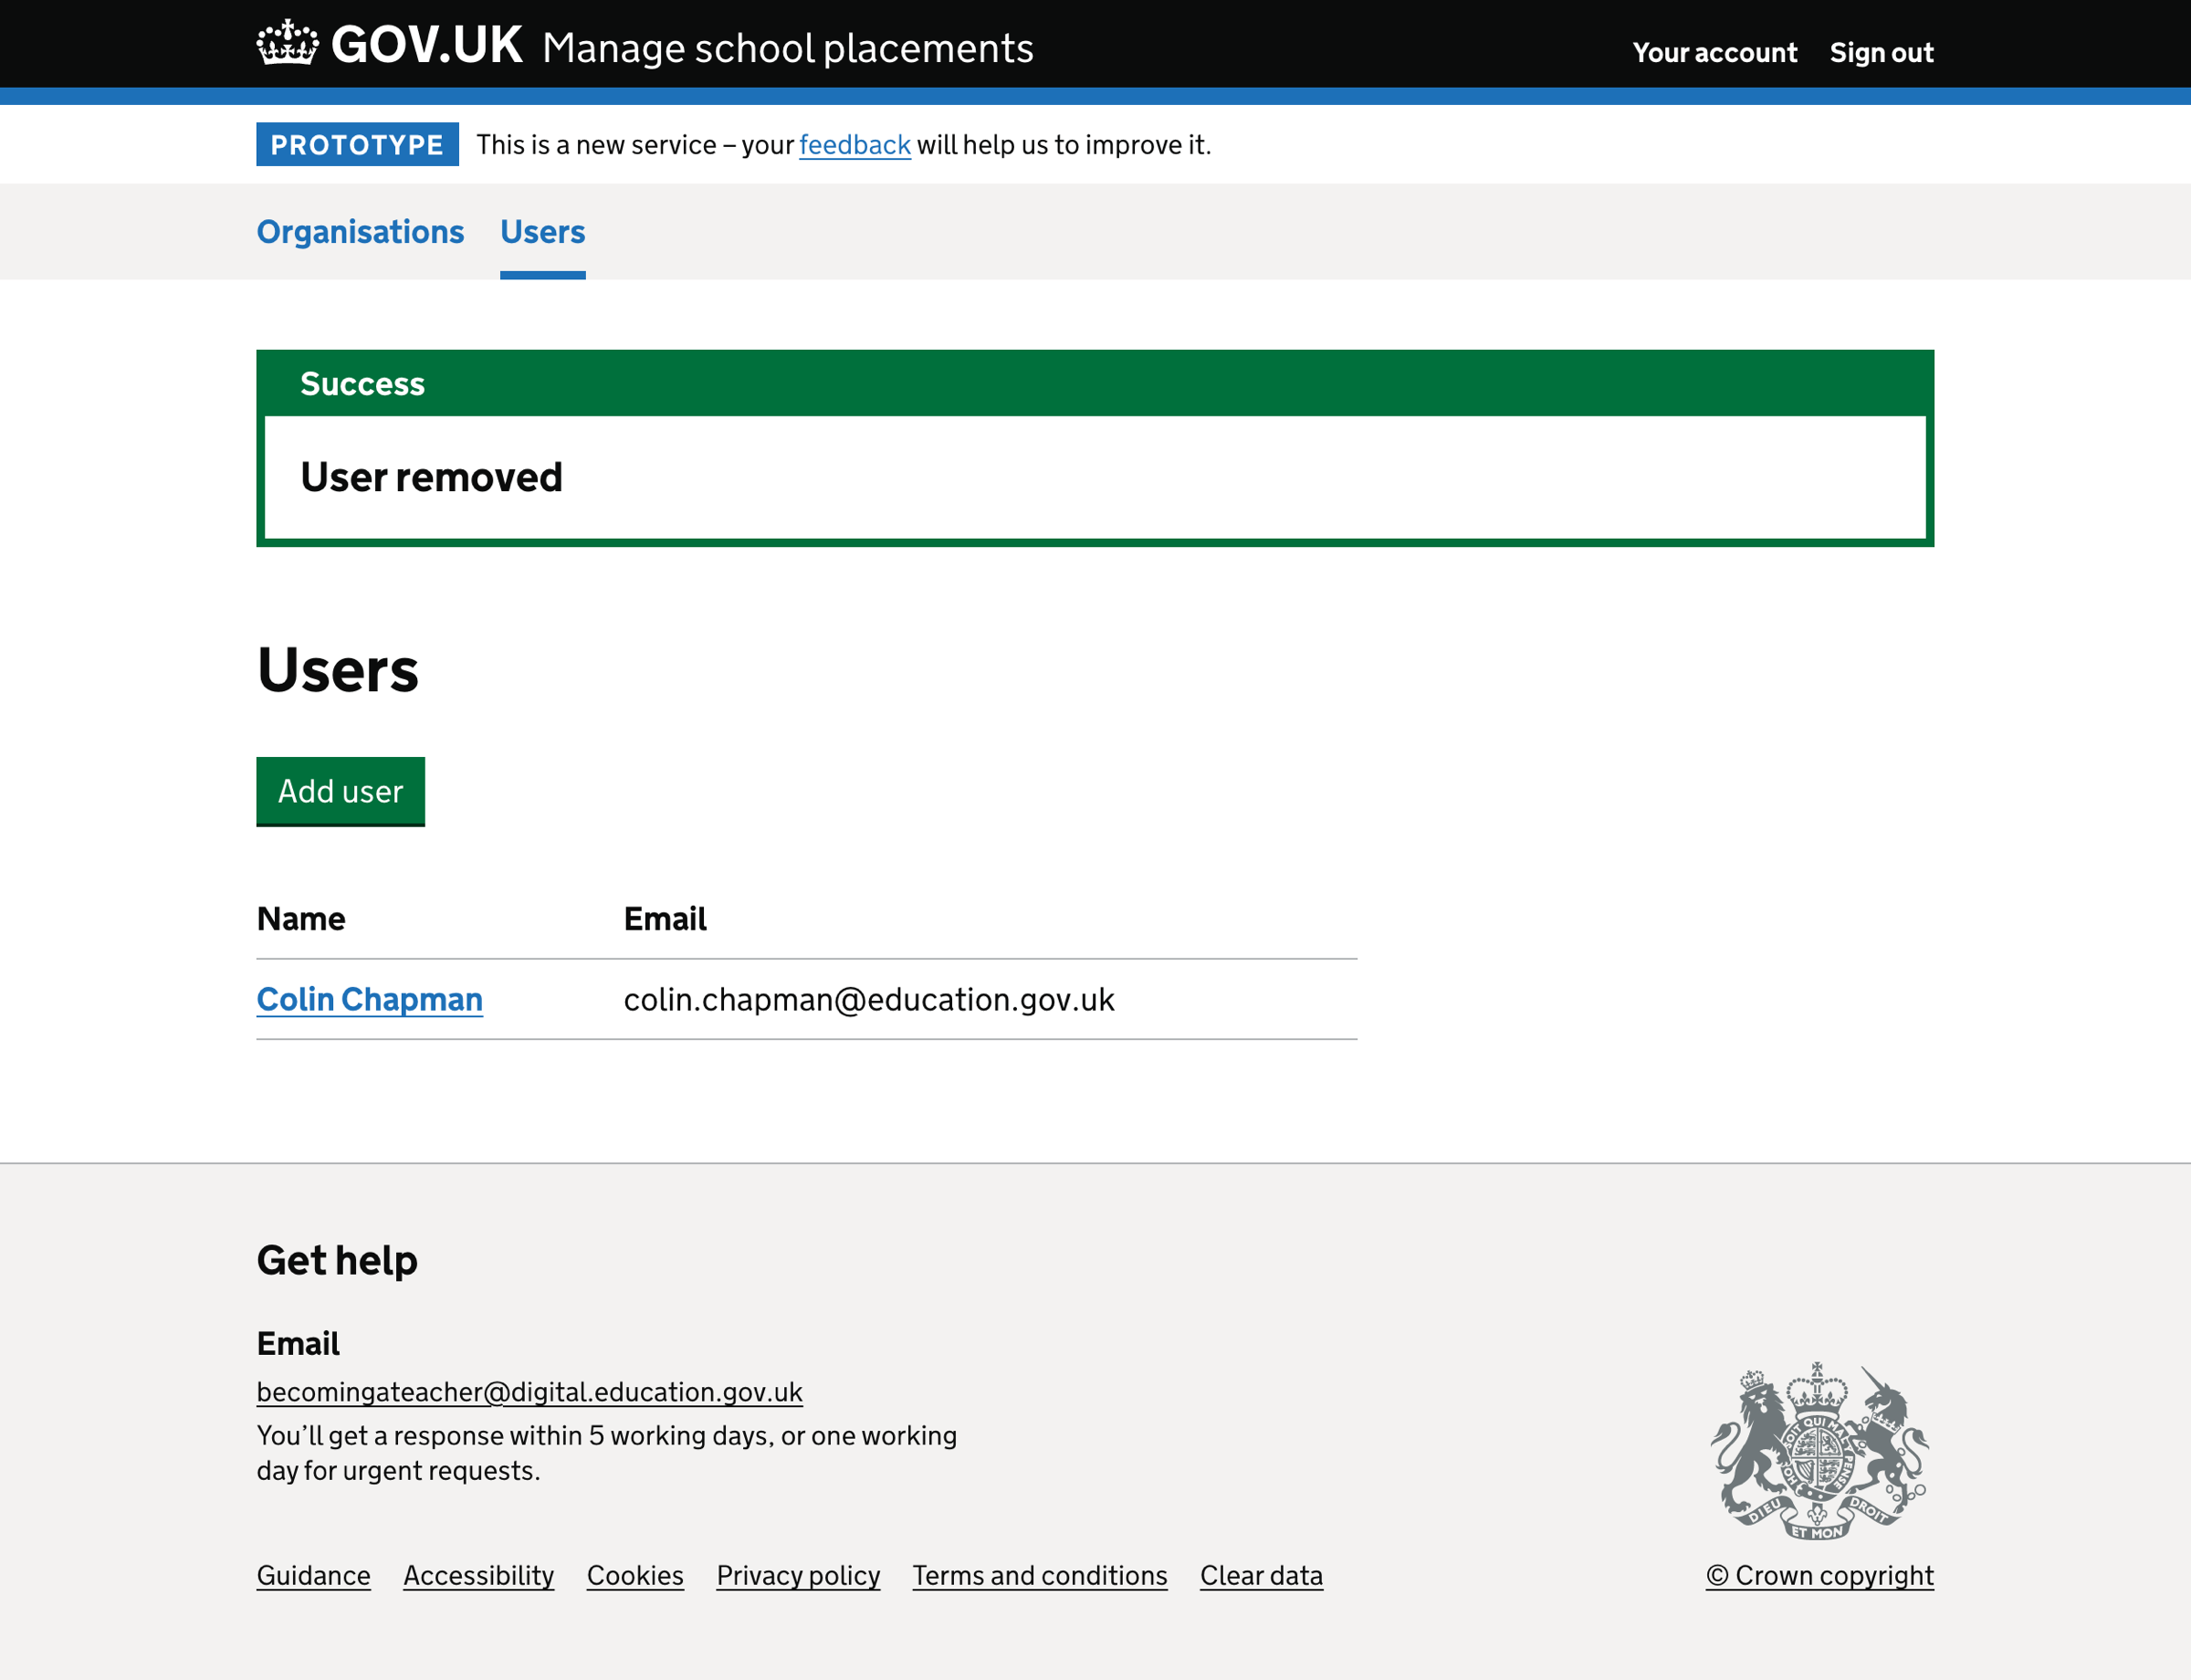 GOV.UK Manage school placements
Your account Sign out
PROTOTYPE This is a new service – your feedback will help us to improve it.
Organisations Users
Success
User removed
Users
Add user
Name Email
Colin Chapman colin.chapman@education.gov.uk
Get help
Email
becomingateacher@digital.education.gov.uk
You’ll get a response within 5 working days, or one working
day for urgent requests.
QUI MAL PENSE
DIEU ET MON DROIT
Guidance Accessibility Cookies Privacy policy Terms and conditions Clear data
© Crown copyright